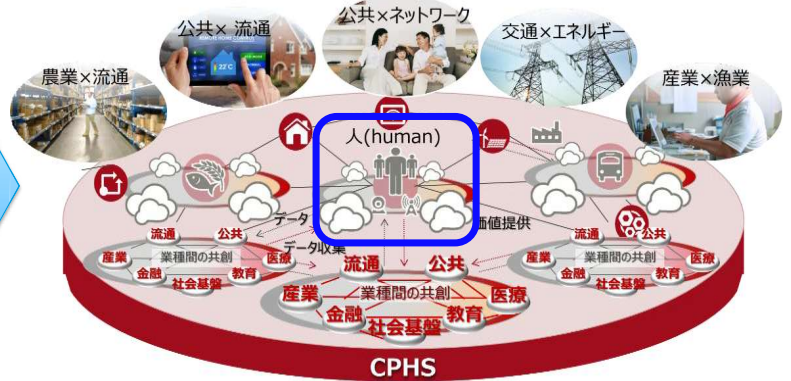 公共×ネットワーク
公共× 流通
交通×エネルギー
農業×流通
産業×漁業
人(human)
データ
データ収集
価値提供
流通
公共
産業
業種間の共創
医療
金融
教育
社会基盤
流通
公共
産業
業種間の共創
医療
金融
教育
社会基盤
流通
公共
産業
業種間の共創
医療
金融
教育
社会基盤
CPHS